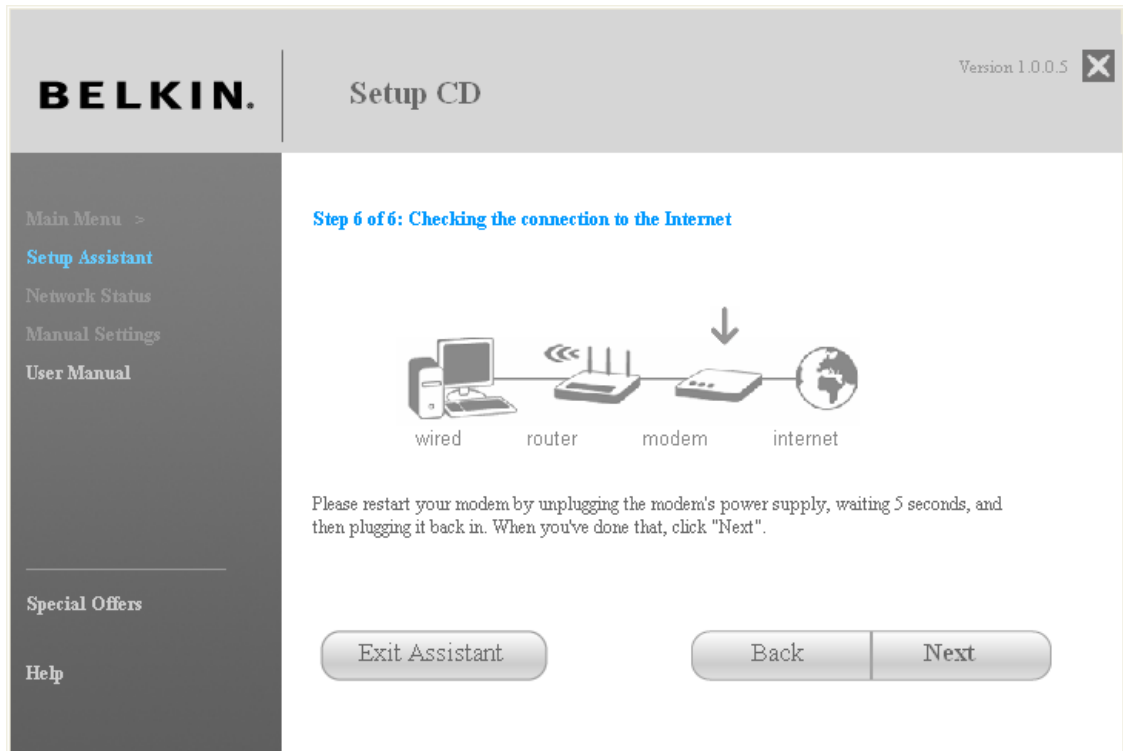 BELKIN.
Setup CD
Version 1.0.0.5
Main Menu >
Setup Assistant
Network Status
Manual Settings
User Manual
Special Offers
Help
Step 6 of 6: Checking the connection to the Internet
wired router modem internet
Please restart your modem by unplugging the modem's power supply, waiting 5 seconds, and
then plugging it back in. When you've done that, click "Next".
Exit Assistant
Back
Next